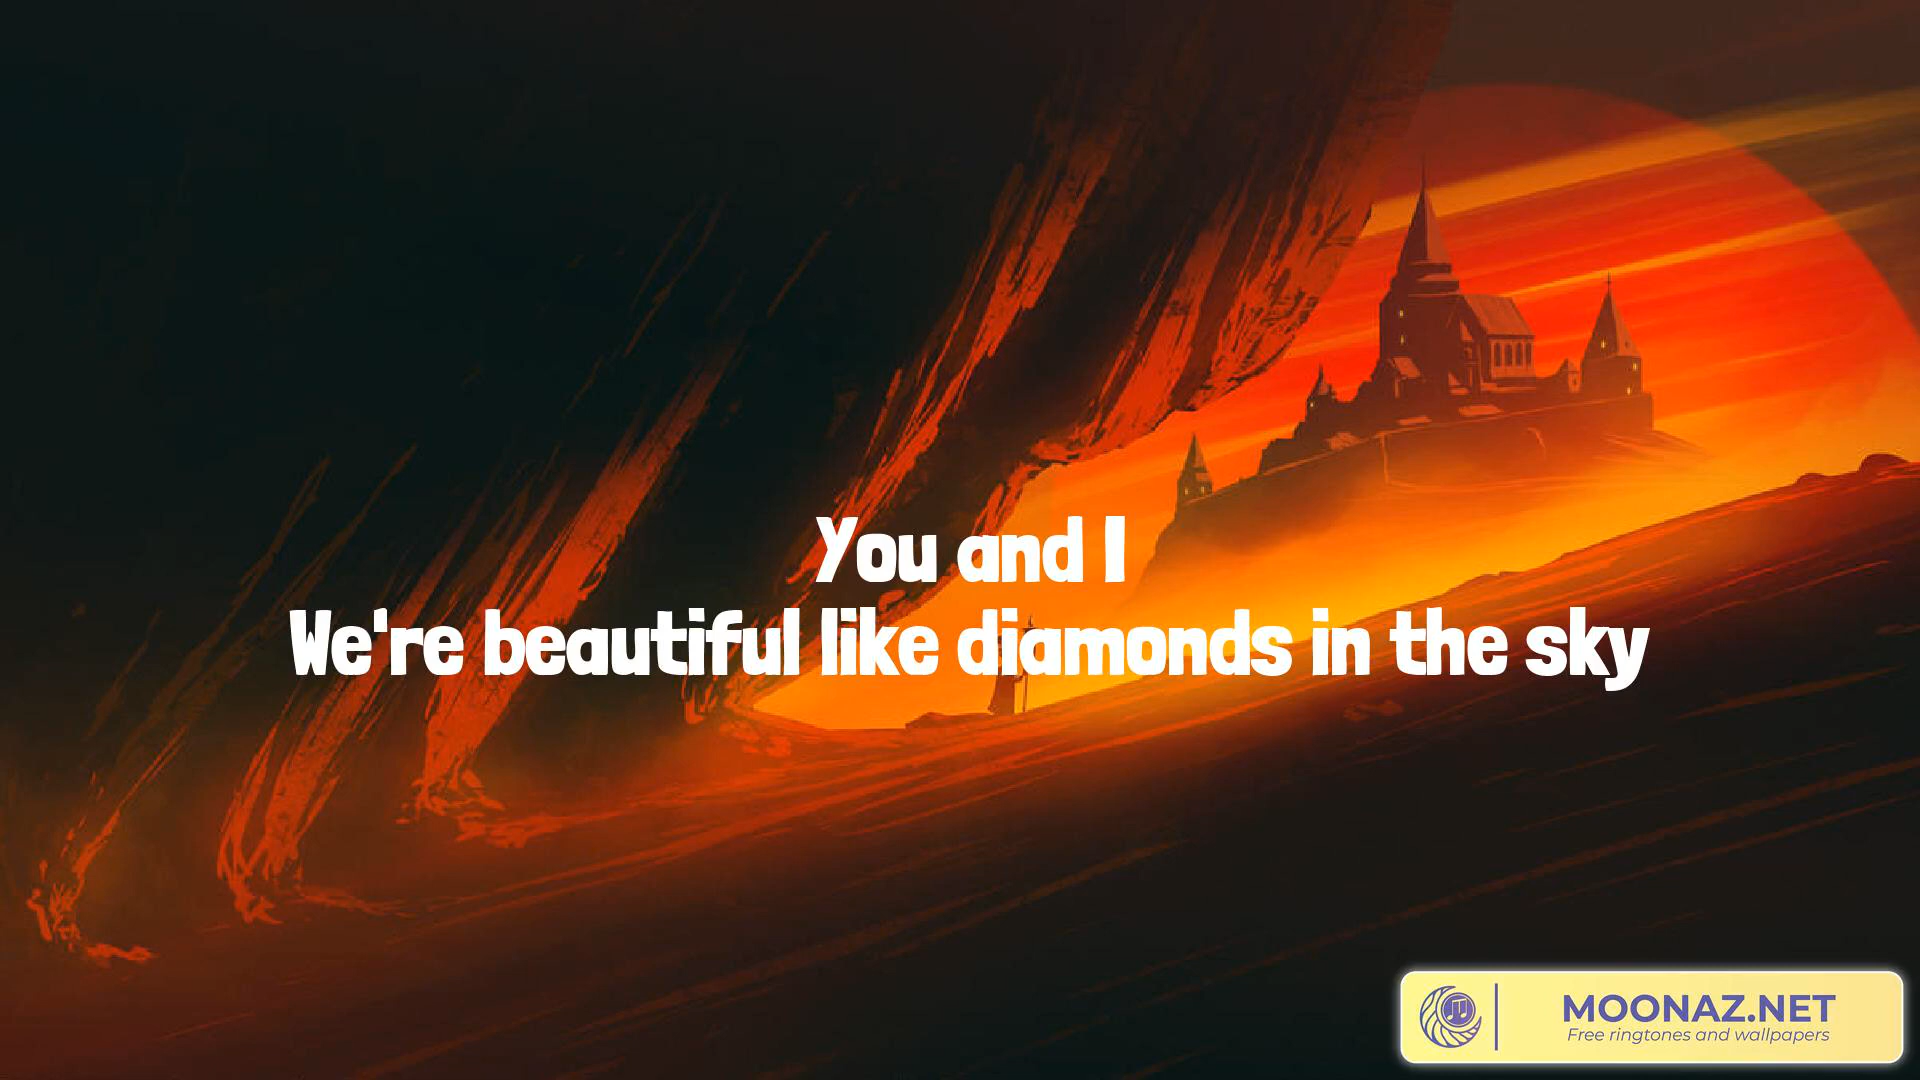 You and I
We're beautiful like diamonds in the sky
MOONAZ.NET
Free ringtones and wallpapers